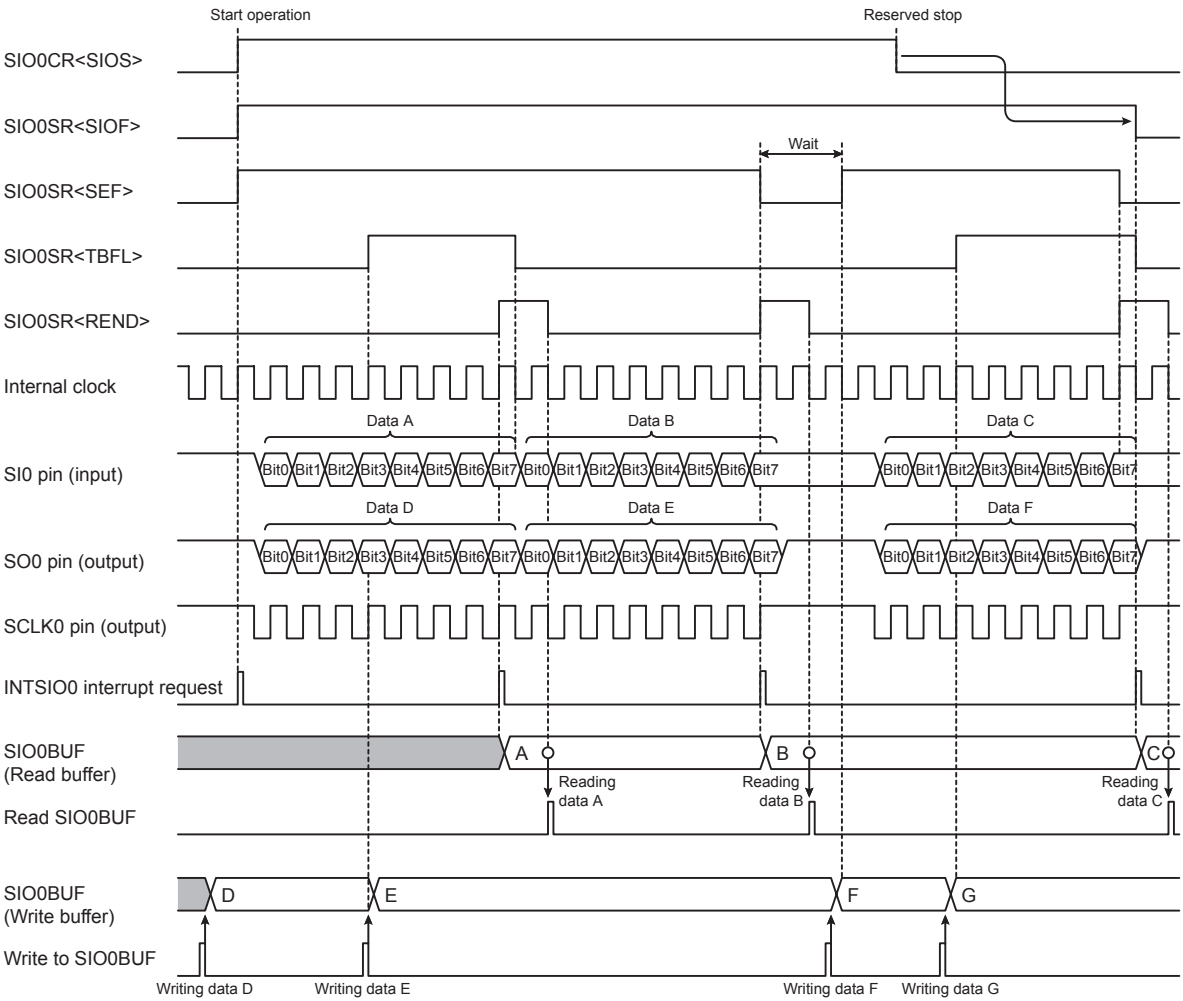 Start operation
Reserved stop
SIO0CR<SIOS>
SIO0SR<SIOF>
Wait
SIO0SR<SEF>
SIO0SR<TBFL>
SIO0SR<REND>
Internal clock
Data A Data B Data C
SI0 pin (input)
Bit0 Bit1 Bit2 Bit3 Bit4 Bit5 Bit6 Bit7 Bit0 Bit1 Bit2 Bit3 Bit4 Bit5 Bit6 Bit7 Bit0 Bit1 Bit2 Bit3 Bit4 Bit5 Bit6 Bit7
Data D Data E Data F
SO0 pin (output)
Bit0 Bit1 Bit2 Bit3 Bit4 Bit5 Bit6 Bit7 Bit0 Bit1 Bit2 Bit3 Bit4 Bit5 Bit6 Bit7 Bit0 Bit1 Bit2 Bit3 Bit4 Bit5 Bit6 Bit7
SCLK0 pin (output)
INTSIO0 interrupt request
SIO0BUF
(Read buffer)
A B C
Reading
data A
Reading
data B
Reading
data C
Read SIO0BUF
SIO0BUF
(Write buffer)
D E F G
Write to SIO0BUF
Writing data D Writing data E Writing data F Writing data G